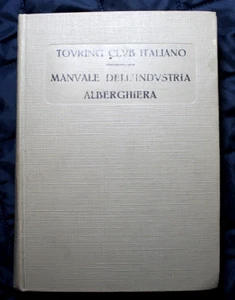 TOVRING CLVB ITALIANO
MANVALE DELL'INDVSTRIA
ALBERGHIERA